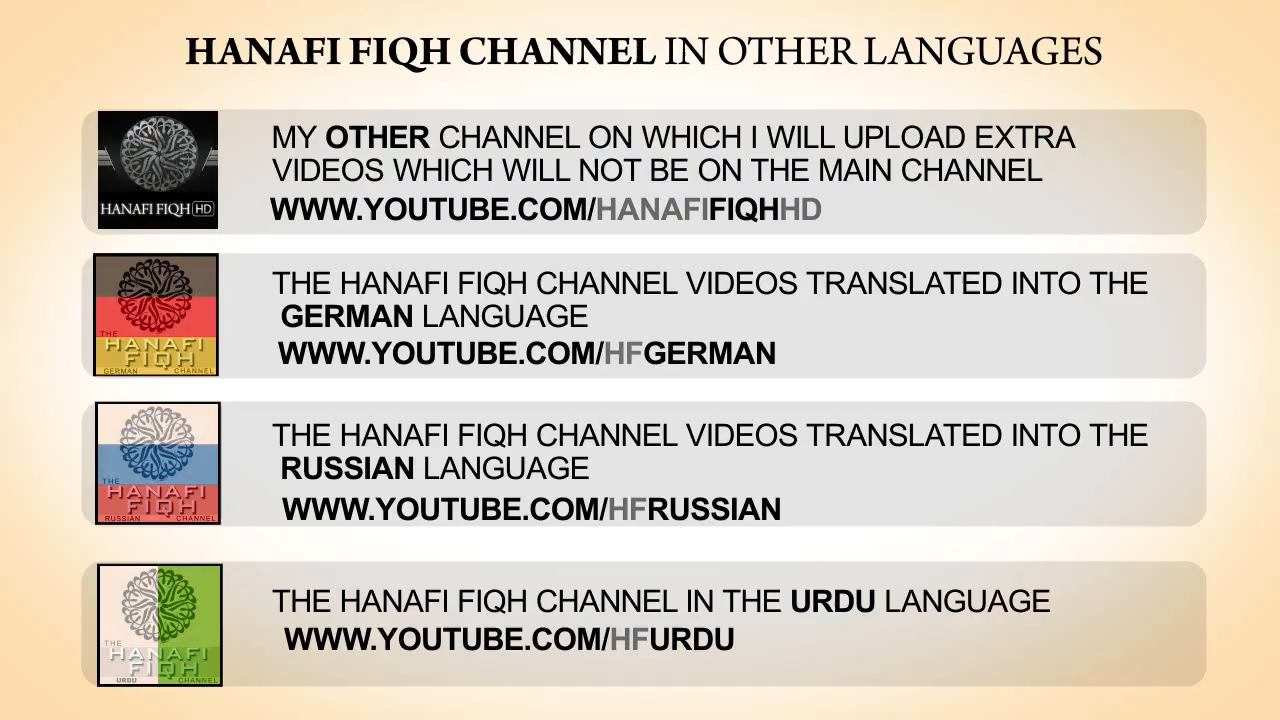 HANAFI FIQH CHANNEL IN OTHER LANGUAGES
HANAFI FIQH HD
MY OTHER CHANNEL ON WHICH I WILL UPLOAD EXTRA
VIDEOS WHICH WILL NOT BE ON THE MAIN CHANNEL
WWW.YOUTUBE.COM/HANAFIFIQHHD
THE
HANAFI
FIQH
GERMAN CHANNEL
THE HANAFI FIQH CHANNEL VIDEOS TRANSLATED INTO THE
GERMAN LANGUAGE
WWW.YOUTUBE.COM/HFGERMAN
THE
HANAFI
FIQH
RUSSIAN CHANNEL
THE HANAFI FIQH CHANNEL VIDEOS TRANSLATED INTO THE
RUSSIAN LANGUAGE
WWW.YOUTUBE.COM/HFRUSSIAN
THE
HANAFI
FIQH
URDU CHANNEL
THE HANAFI FIQH CHANNEL IN THE URDU LANGUAGE
WWW.YOUTUBE.COM/HFURDU